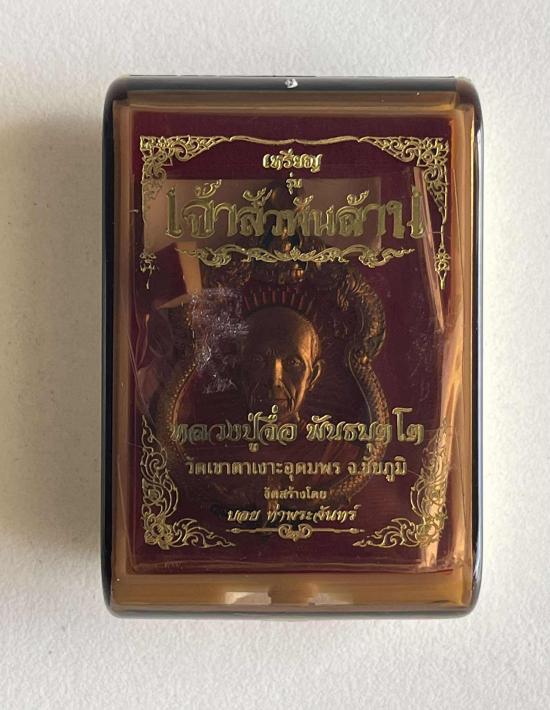 เหรียญ
รุ่น
เจ้าสัวพันล้าน
หลวงปู่จื่อ พันธมุตโต
วัดเขาตาเงาะอุดมพร จ.ชัยภูมิ
จัดสร้างโดย
บอย ท่าพระจันทร์